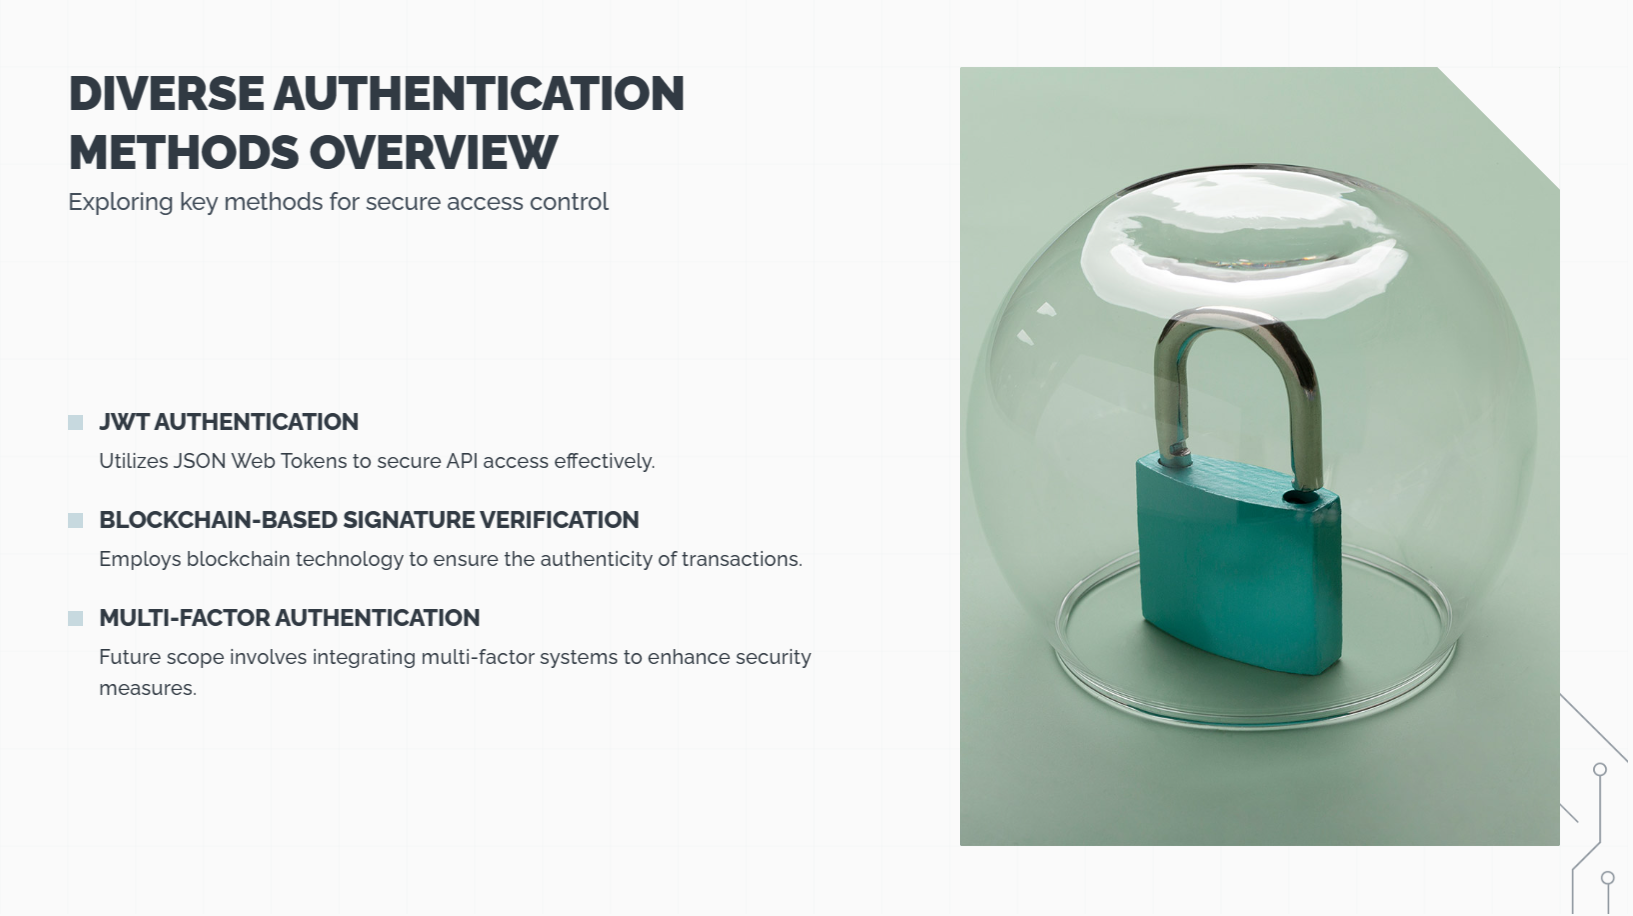 DIVERSE AUTHENTICATION
METHODS OVERVIEW
Exploring key methods for secure access control
JWT AUTHENTICATION
Utilizes JSON Web Tokens to secure API access effectively.
BLOCKCHAIN-BASED SIGNATURE VERIFICATION
Employs blockchain technology to ensure the authenticity of transactions.
MULTI-FACTOR AUTHENTICATION
Future scope involves integrating multi-factor systems to enhance security
measures.